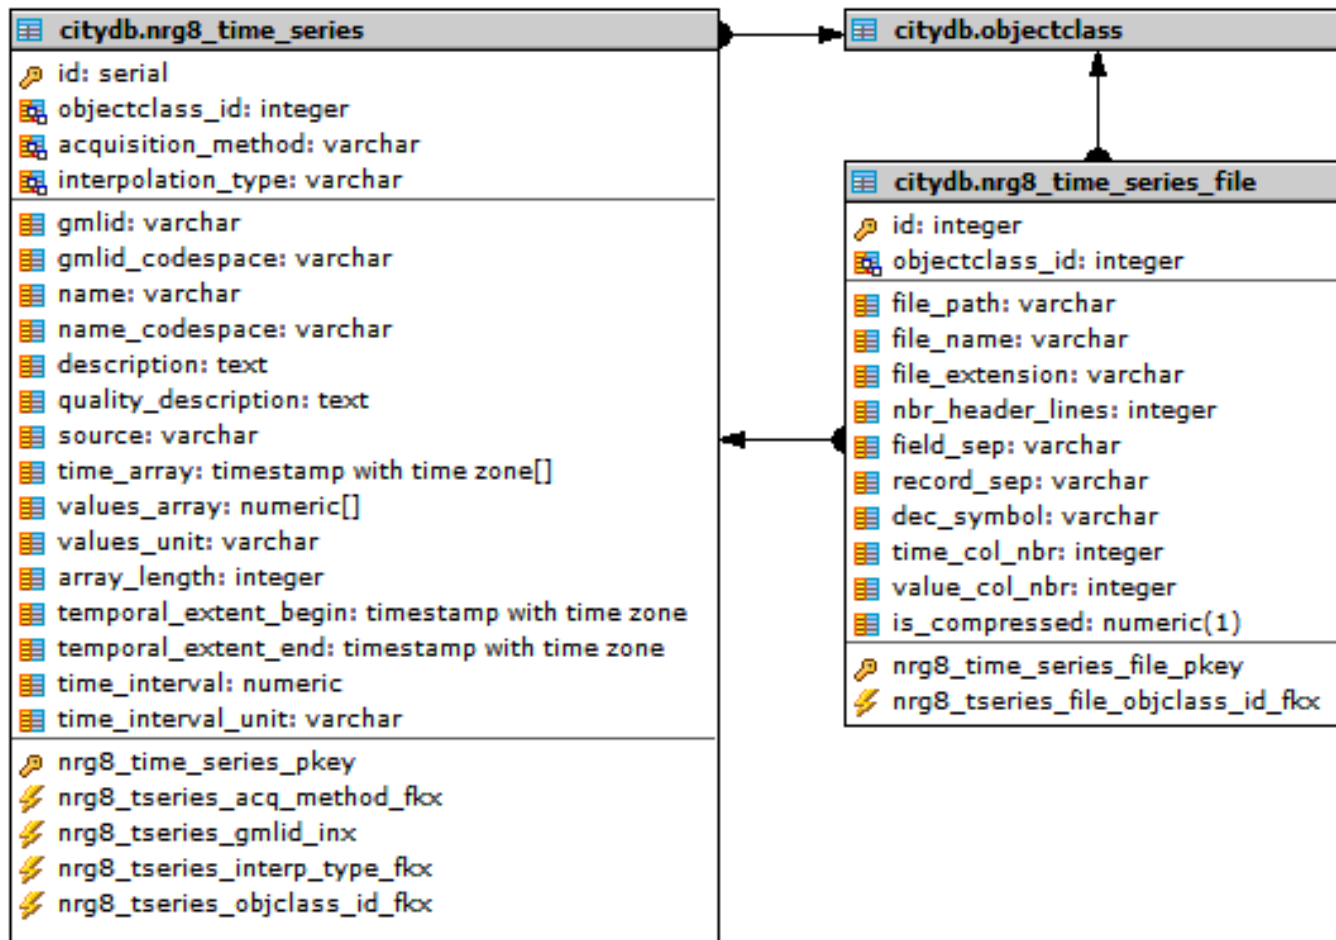 citydb.nrg8_time_series
id: serial
objectclass_id: integer
acquisition_method: varchar
interpolation_type: varchar
gmlid: varchar
gmlid_codespace: varchar
name: varchar
name_codespace: varchar
description: text
quality_description: text
source: varchar
time_array: timestamp with time zone[]
values_array: numeric[]
values_unit: varchar
array_length: integer
temporal_extent_begin: timestamp with time zone
temporal_extent_end: timestamp with time zone
time_interval: numeric
time_interval_unit: varchar
nrg8_time_series_pkey
nrg8_tseries_acq_method_fkx
nrg8_tseries_gmlid_inx
nrg8_tseries_interp_type_fkx
nrg8_tseries_objclass_id_fkx
citydb.objectclass
citydb.nrg8_time_series_file
id: integer
objectclass_id: integer
file_path: varchar
file_name: varchar
file_extension: varchar
nbr_header_lines: integer
field_sep: varchar
record_sep: varchar
dec_symbol: varchar
time_col_nbr: integer
value_col_nbr: integer
is_compressed: numeric(1)
nrg8_time_series_file_pkey
nrg8_tseries_file_objclass_id_fkx